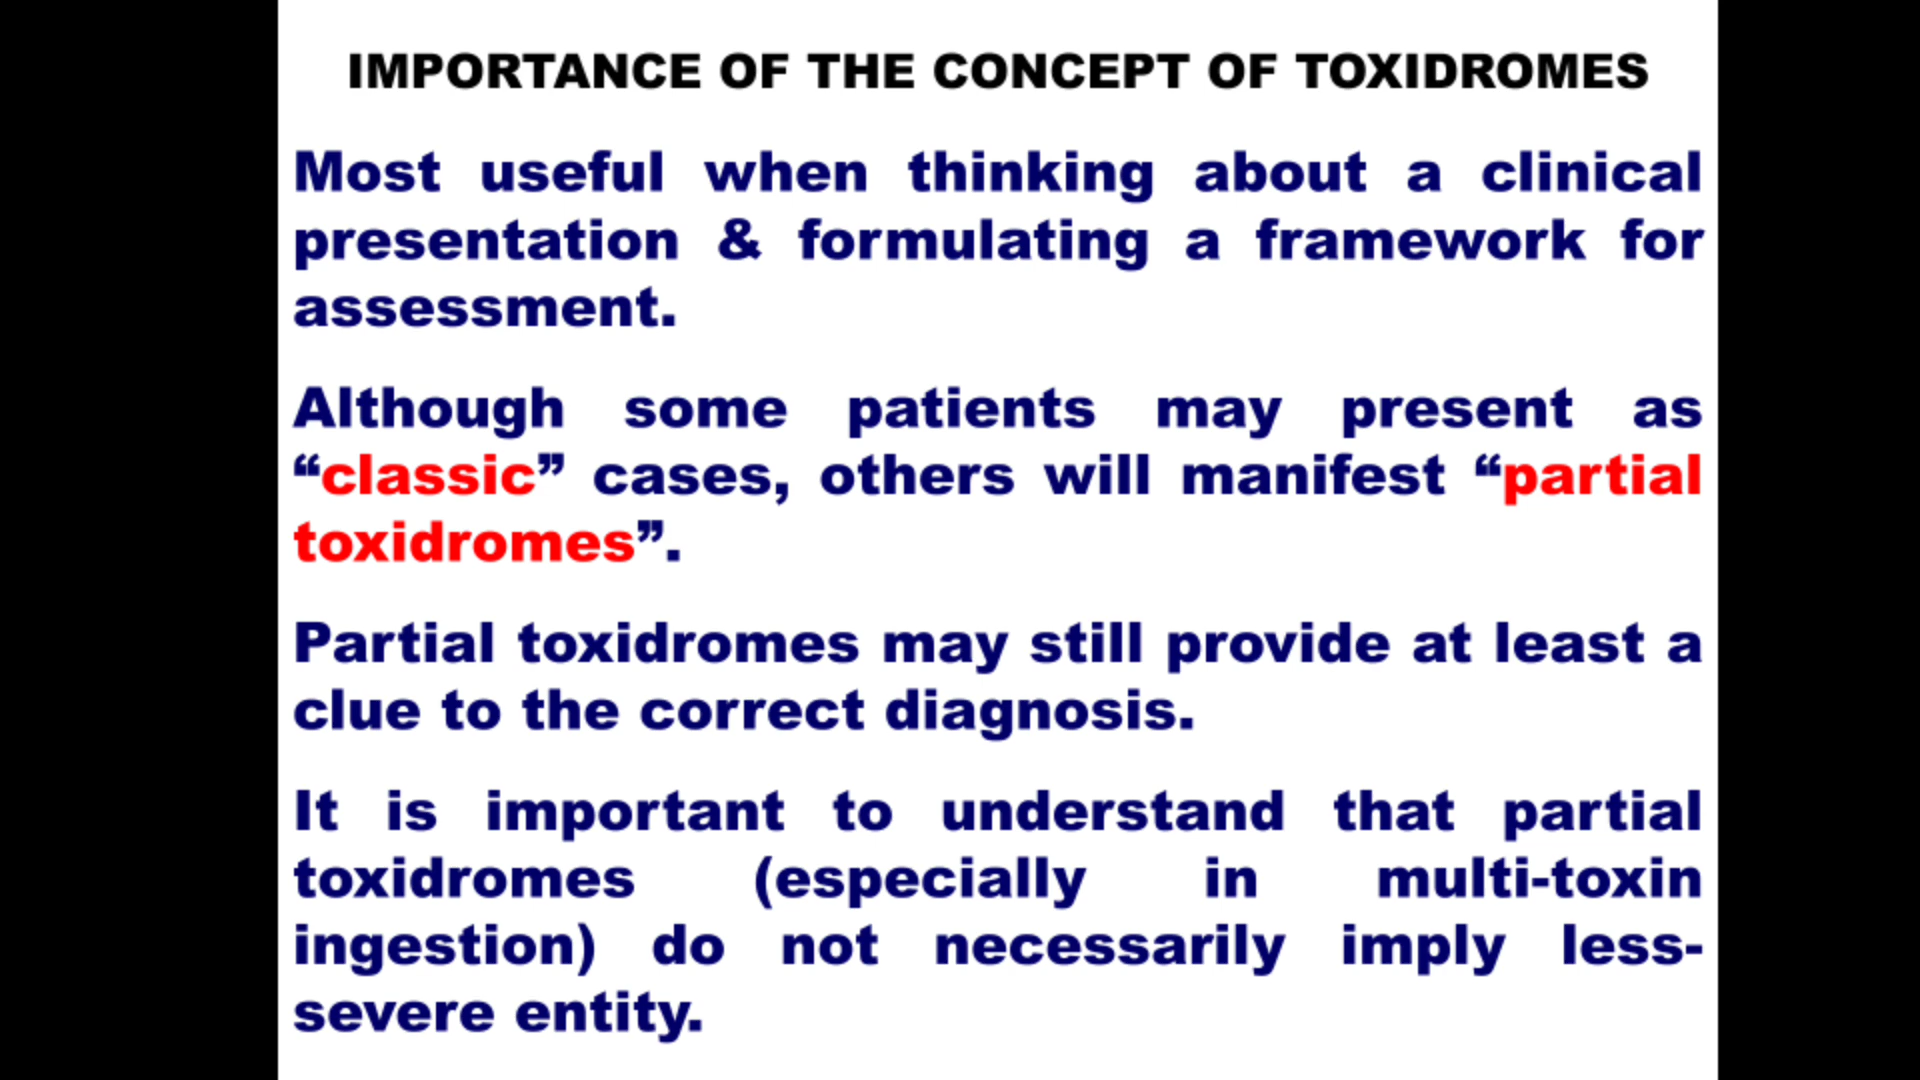 IMPORTANCE OF THE CONCEPT OF TOXIDROMES
Most useful when thinking about a clinical
presentation & formulating a framework for
assessment.
Although some patients may present as
“classic” cases, others will manifest “partial
toxidromes”.
Partial toxidromes may still provide at least a
clue to the correct diagnosis.
It is important to understand that partial
toxidromes (especially in multi-toxin
ingestion) do not necessarily imply less-
severe entity.